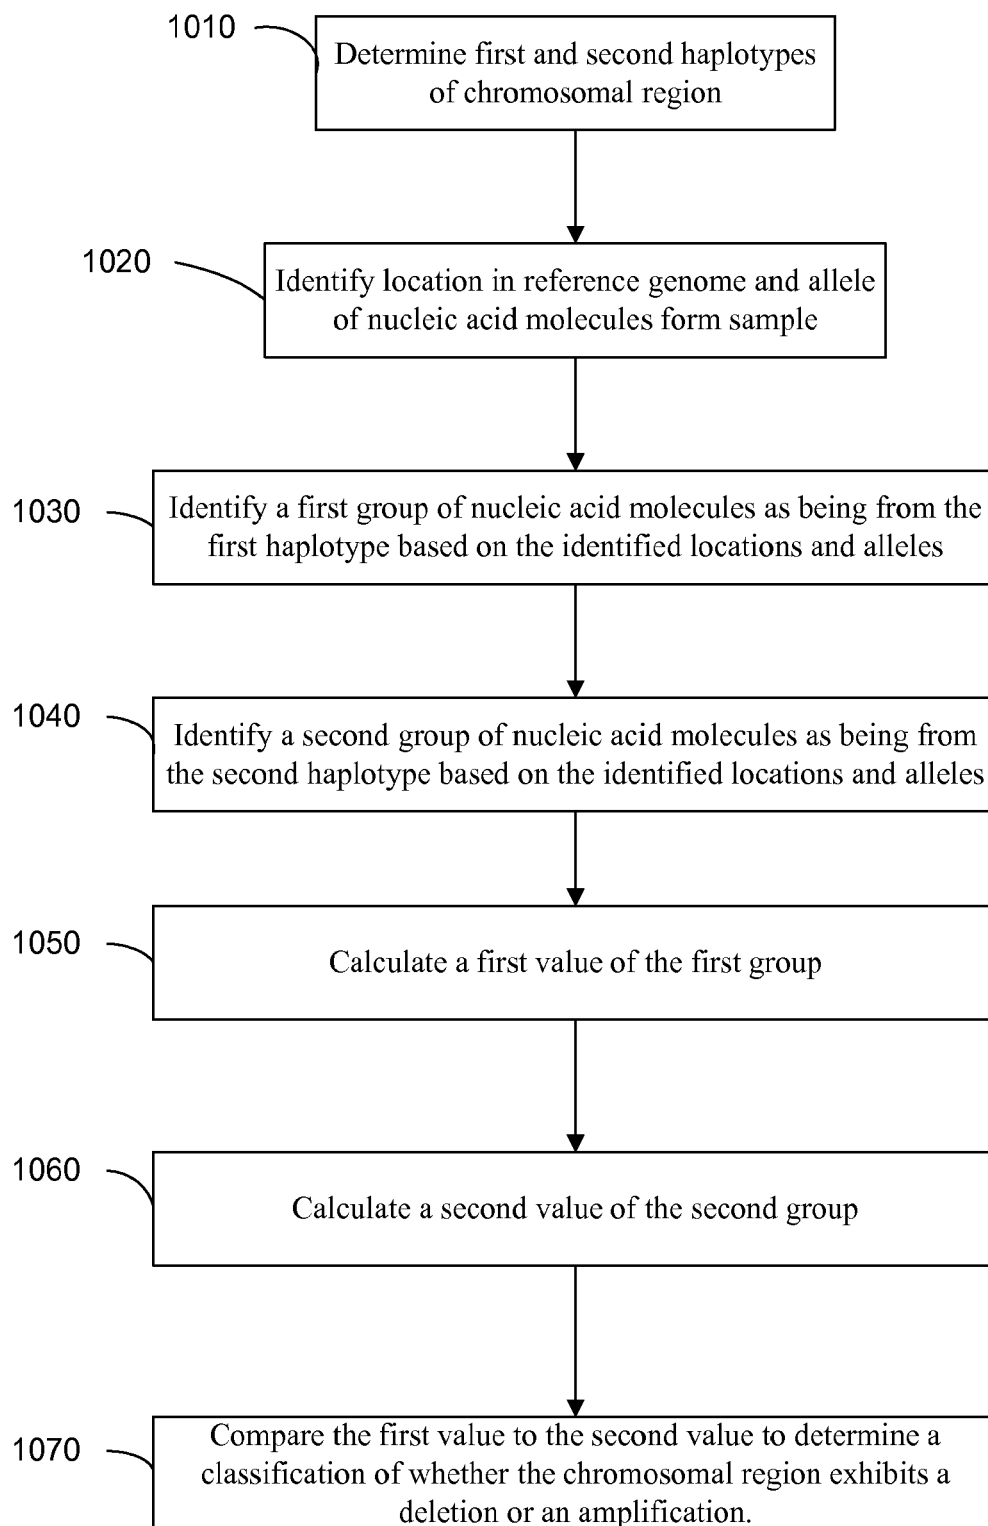 1010
Determine first and second haplotypes
of chromosomal region
1020
Identify location in reference genome and allele
of nucleic acid molecules form sample
1030
Identify a first group of nucleic acid molecules as being from the
first haplotype based on the identified locations and alleles
1040
Identify a second group of nucleic acid molecules as being from
the second haplotype based on the identified locations and alleles
1050
Calculate a first value of the first group
1060
Calculate a second value of the second group
1070
Compare the first value to the second value to determine a
classification of whether the chromosomal region exhibits a
deletion or an amplification.